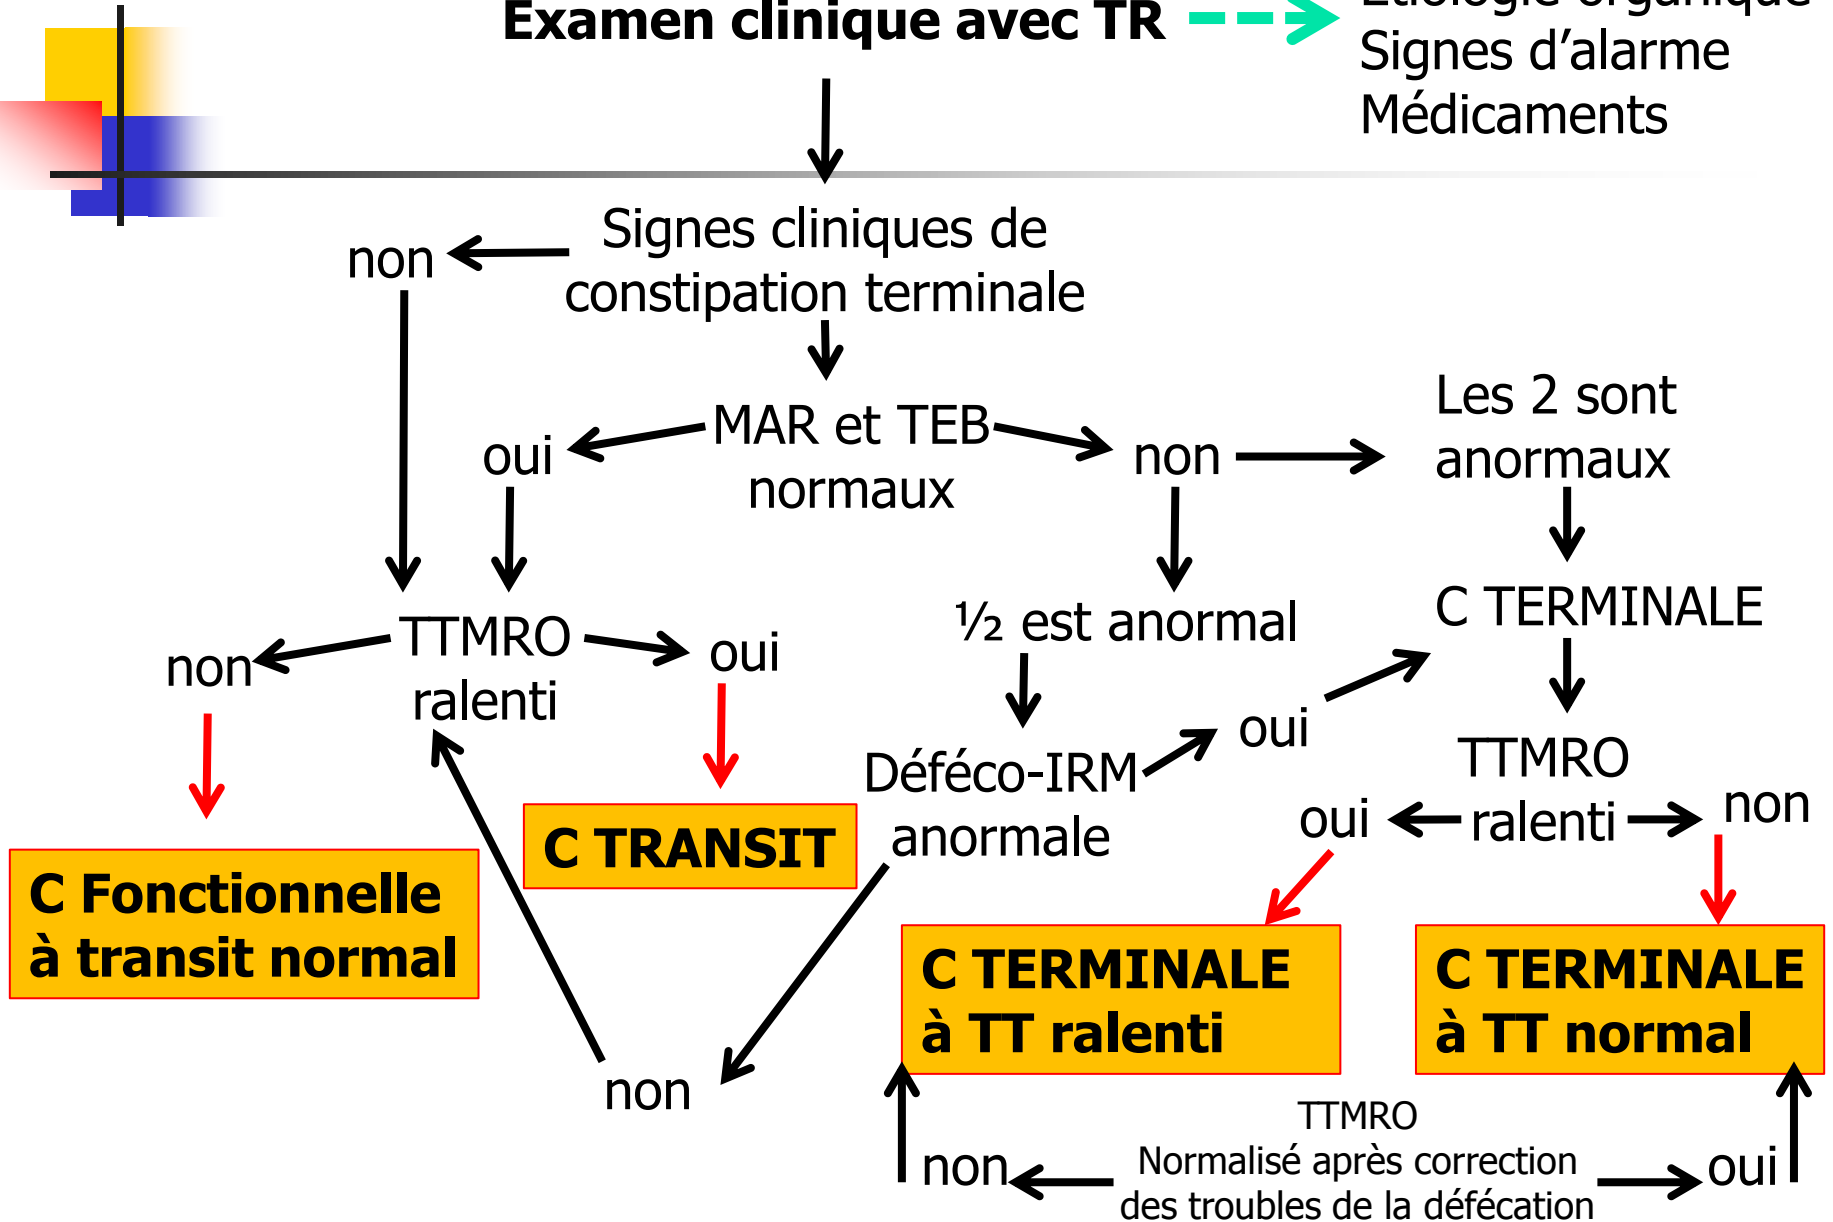 Examen clinique avec TR
Etiologie organique
Signes d’alarme
Médicaments
Signes cliniques de
constipation terminale
non
MAR et TEB
normaux
oui
non
Les 2 sont
anormaux
TTMRO
ralenti
non
oui
½ est anormal
C TERMINALE
Déféco-IRM
anormale
oui
TTMRO
ralenti
oui
non
C TRANSIT
C Fonctionnelle
à transit normal
C TERMINALE
à TT ralenti
C TERMINALE
à TT normal
non
TTMRO
Normalisé après correction
des troubles de la défécation
non
oui